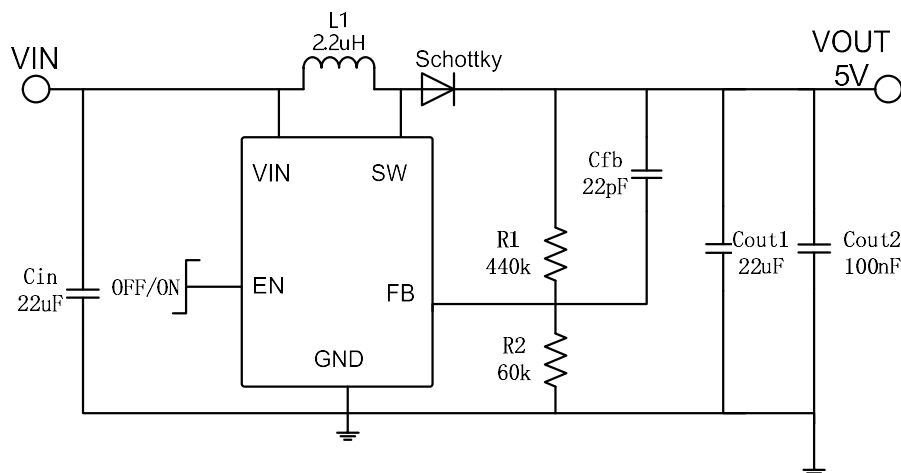 L1
2.2uH
VIN
Schottky
VOUT
5V
VIN
SW
Cfb
22pF
R1
440k
Cout1
22uF
Cout2
100nF
Cin
22uF
OFF/ON
EN
FB
R2
60k
GND